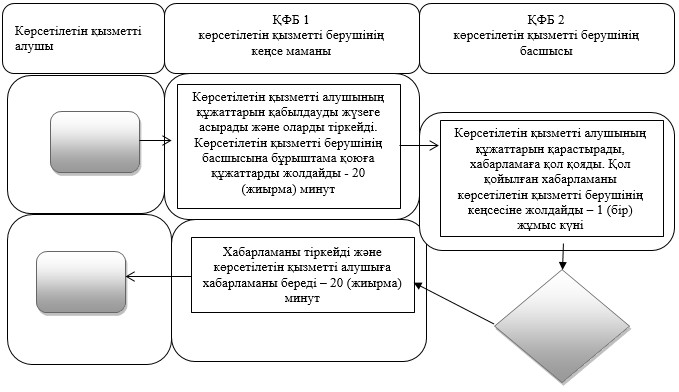 Көрсетілетін қызметті
алушы
ҚФБ 1
көрсетілетін қызметті берушінің
кеңсе маманы
ҚФБ 2
көрсетілетін қызметті берушінің
басшысы
Көрсетілетін қызметті алушының
құжаттарын қабылдауды жүзеге
асырады және оларды тіркейді.
Көрсетілетін қызметті берушінің
басшысына бұрыштама қоюға
құжаттарды жолдайды - 20
(жиырма) минут
Көрсетілетін қызметті алушының
құжаттарын қарастырады,
хабарламаға қол қояды. Қол
қойылған хабарламаны
көрсетілетін қызметті берушінің
кеңсесіне жолдайды – 1 (бір)
жұмыс күні
Хабарламаны тіркейді және
көрсетілетін қызметті алушыға
хабарламаны береді – 20 (жиырма)
минут